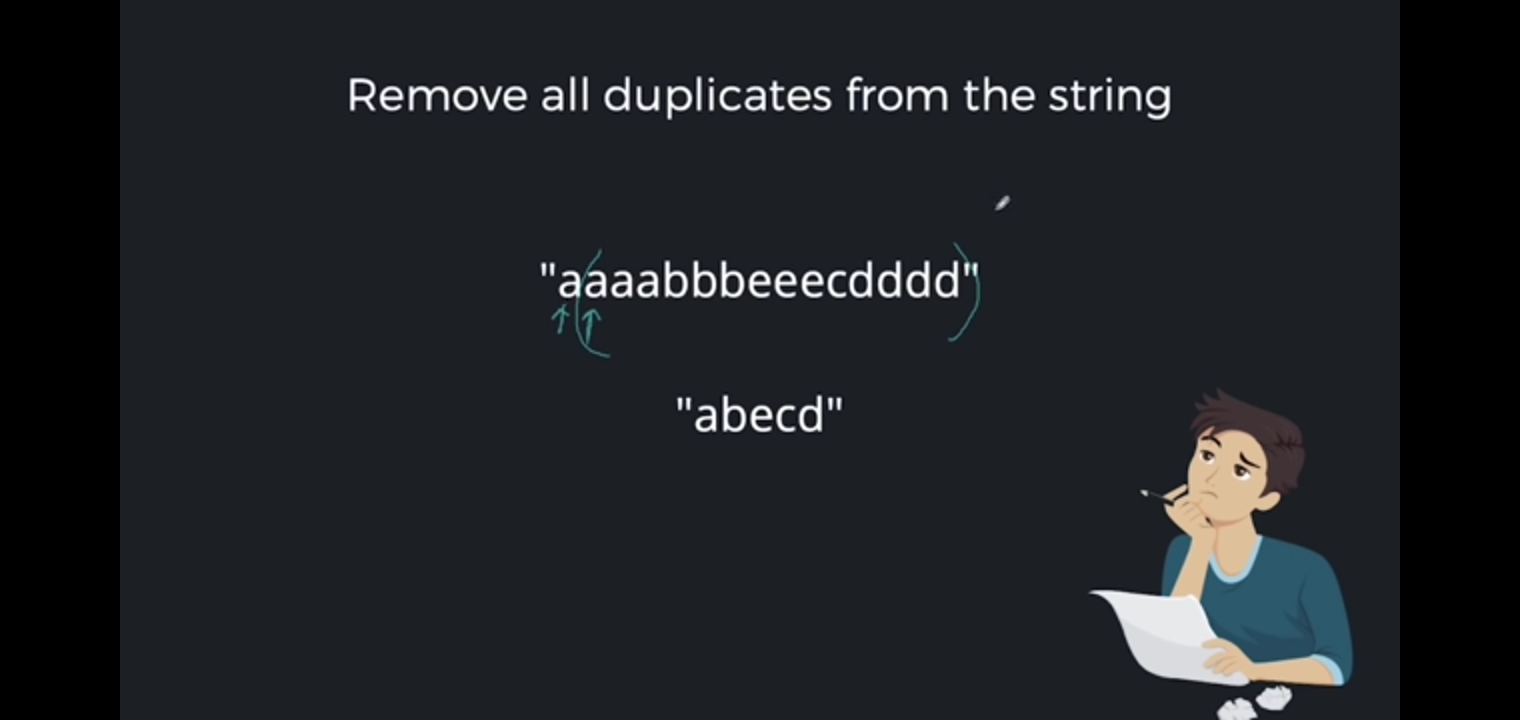 Remove all duplicates from the string
"aaaabbbeeecdddd"
"abecd"